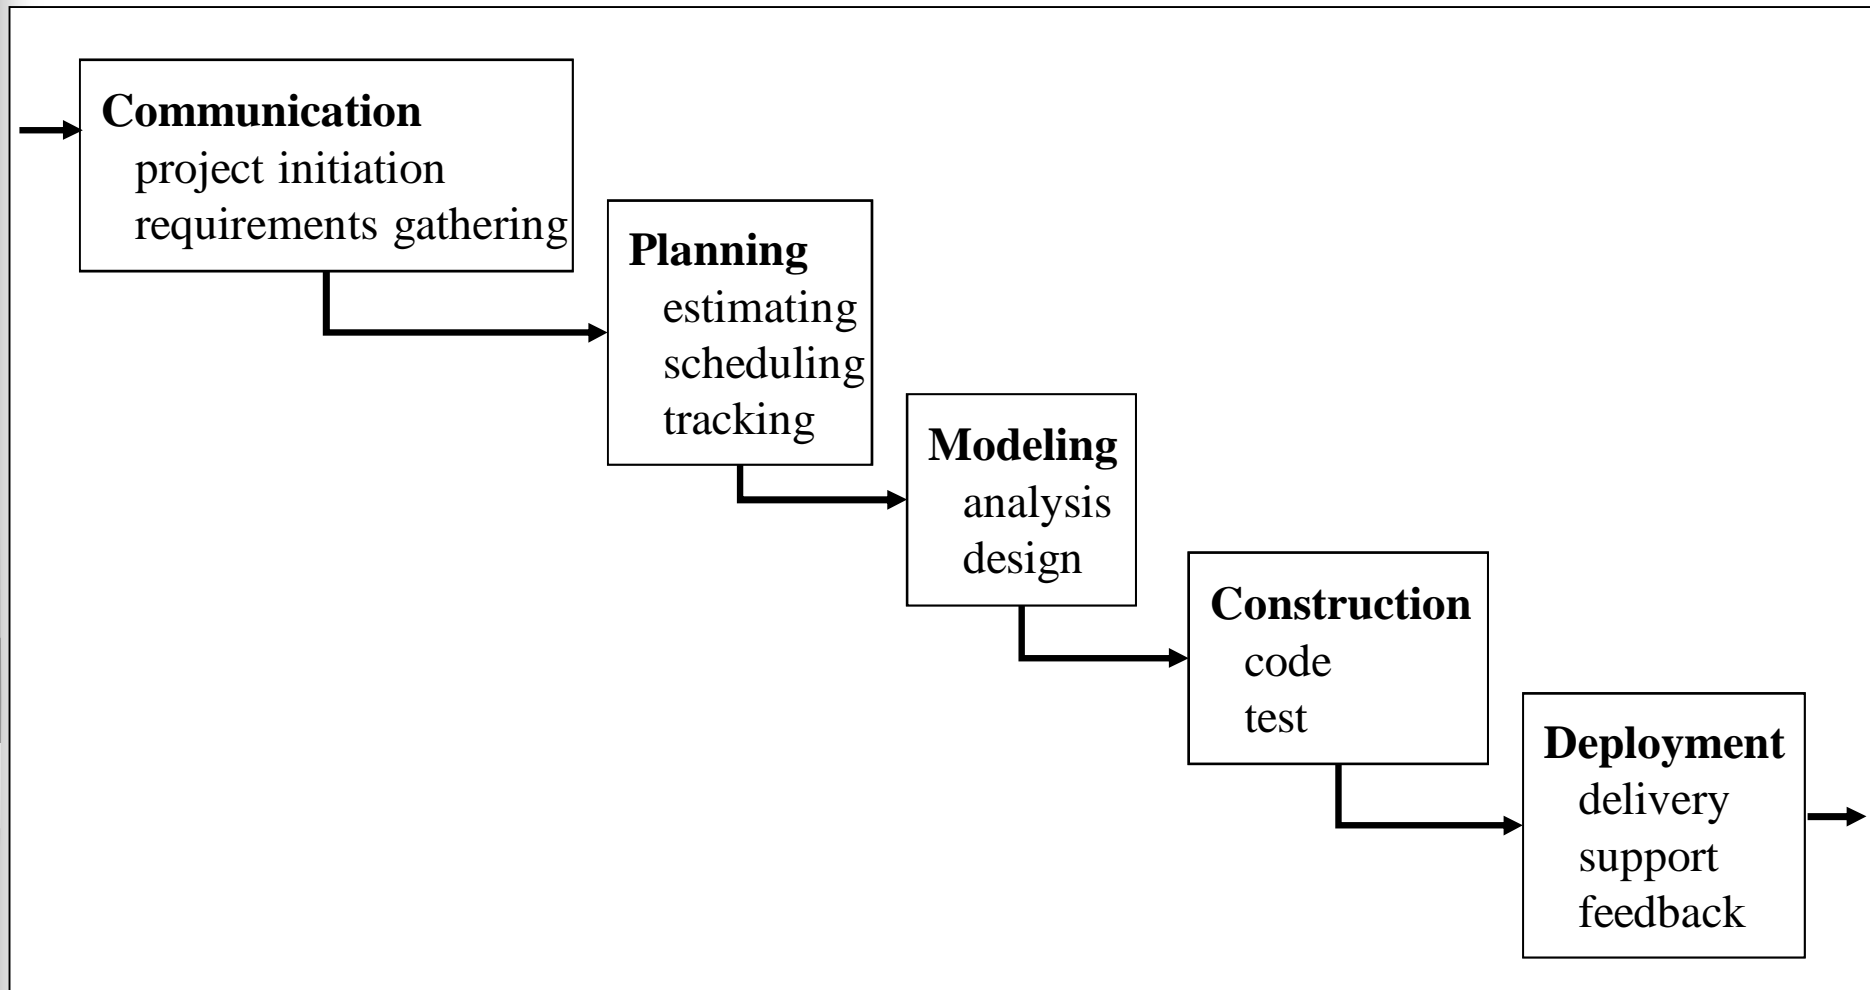 Communication
project initiation
requirements gathering
Planning
estimating
scheduling
tracking
Modeling
analysis
design
Construction
code
test
Deployment
delivery
support
feedback